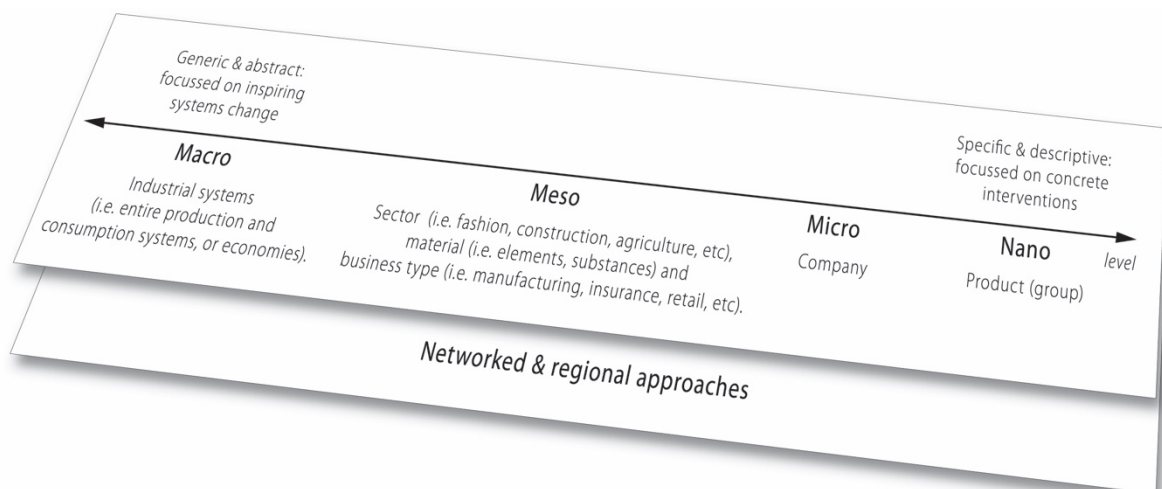 Generic & abstract:
focussed on inspiring
systems change
Specific & descriptive:
focussed on concrete
interventions
Macro
Industrial systems
(i.e. entire production and
consumption systems, or economies).
Meso
Sector (i.e. fashion, construction, agriculture, etc),
material (i.e. elements, substances) and
business type (i.e. manufacturing, insurance, retail, etc).
Micro
Company
Nano
Product (group)
level
Networked & regional approaches